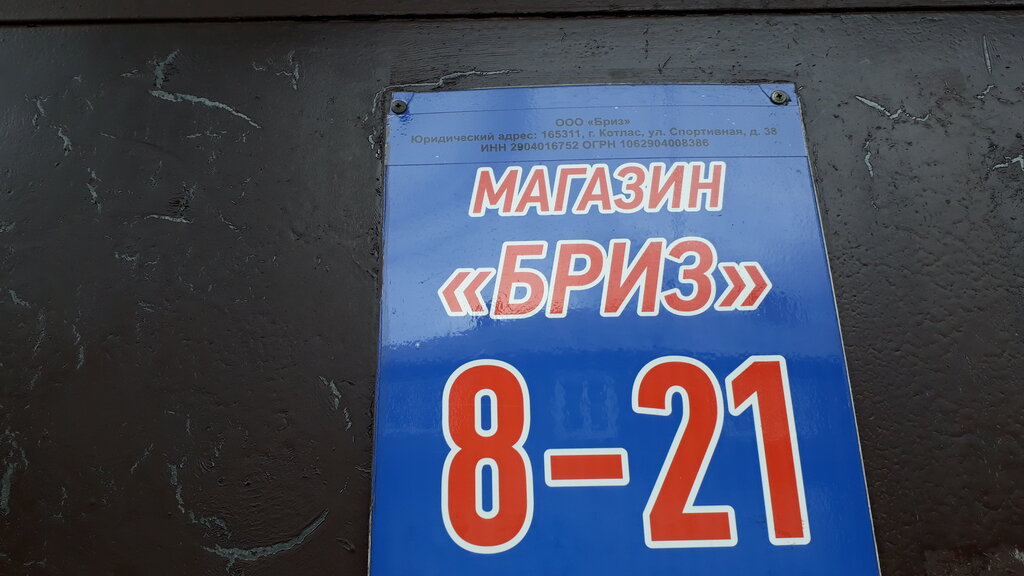 ООО «Бриз»
Юридический адрес: 165311, г. Котлас, ул. Спортивная, д. 38
ИНН 2904016752 ОГРН 1062904008386
МАГАЗИН
«БРИЗ»
8-21